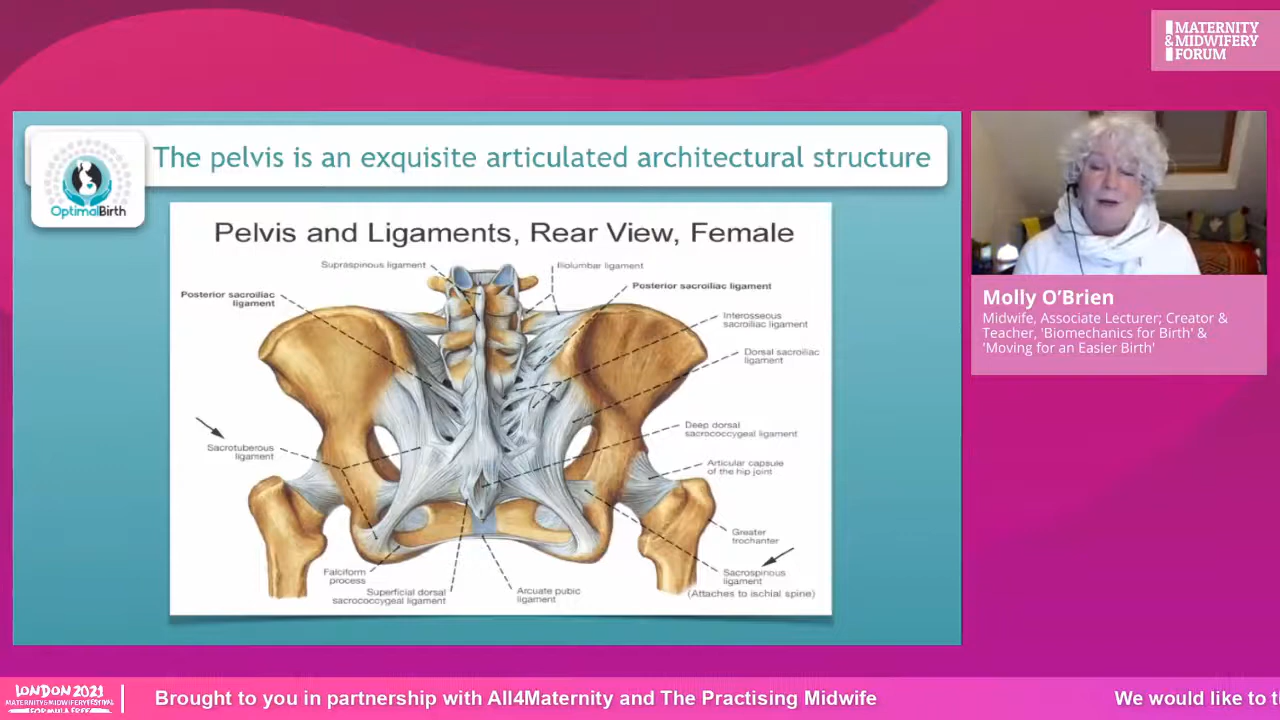 MATERNITY
& MIDWIFERY
FORUM
The pelvis is an exquisite articulated architectural structure
OptimalBirth
Pelvis and Ligaments, Rear View, Female
Supraspinous ligament
Iliolumbar ligament
Posterior sacroiliac
ligament
Posterior sacroiliac ligament
Interosseous
sacroiliac ligament
Dorsal sacroiliac
ligament
Deep dorsal
sacrococcygeal ligament
Sacrotuberous
ligament
Articular capsule
of the hip joint
Greater
trochanter
Falciform
process
Superficial dorsal
sacrococcygeal ligament
Arcuate pubic
ligament
Sacrospinous
ligament
(Attaches to ischial spine)
Molly O’Brien
Midwife, Associate Lecturer; Creator &
Teacher, 'Biomechanics for Birth' &
'Moving for an Easier Birth'
LONDON 2021
MATERNITY&MIDWIFERYFESTIVAL
FORMULA FREE
Brought to you in partnership with All4Maternity and The Practising Midwife
We would like to